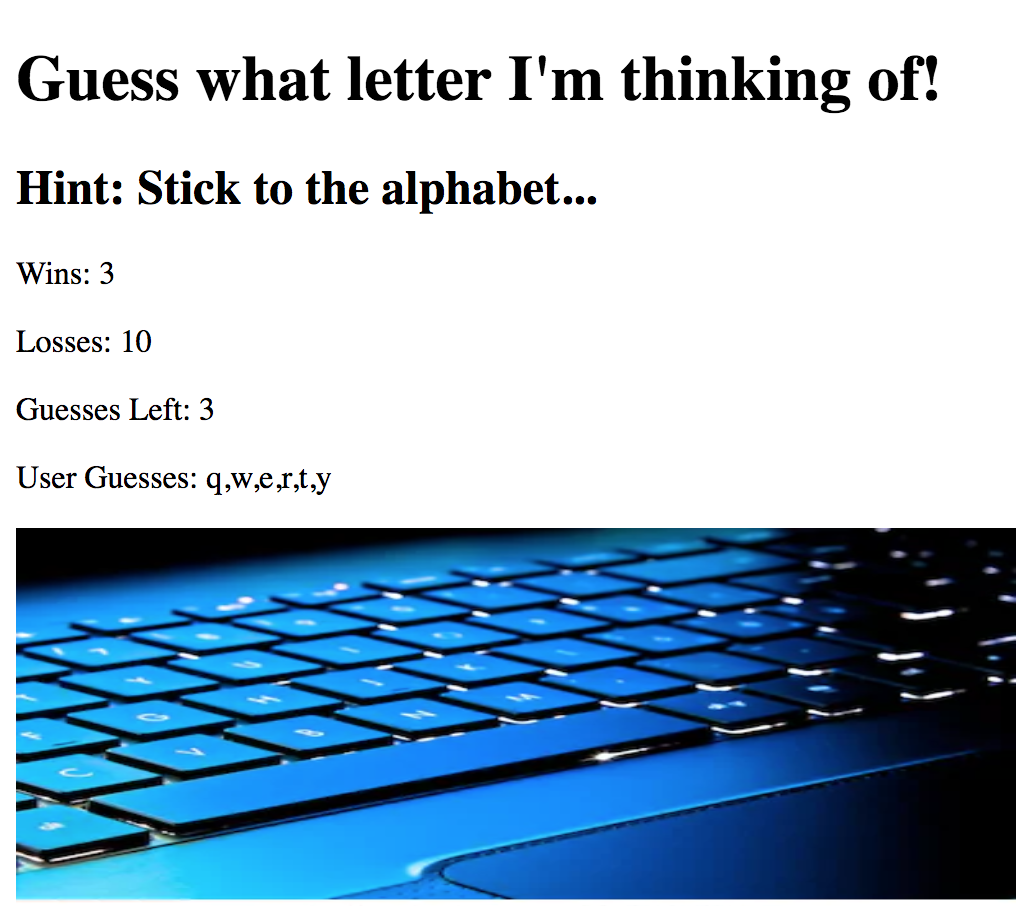 Guess what letter I'm thinking of!
Hint: Stick to the alphabet...
Wins: 3
Losses: 10
Guesses Left: 3
User Guesses: q,w,e,r,t,y